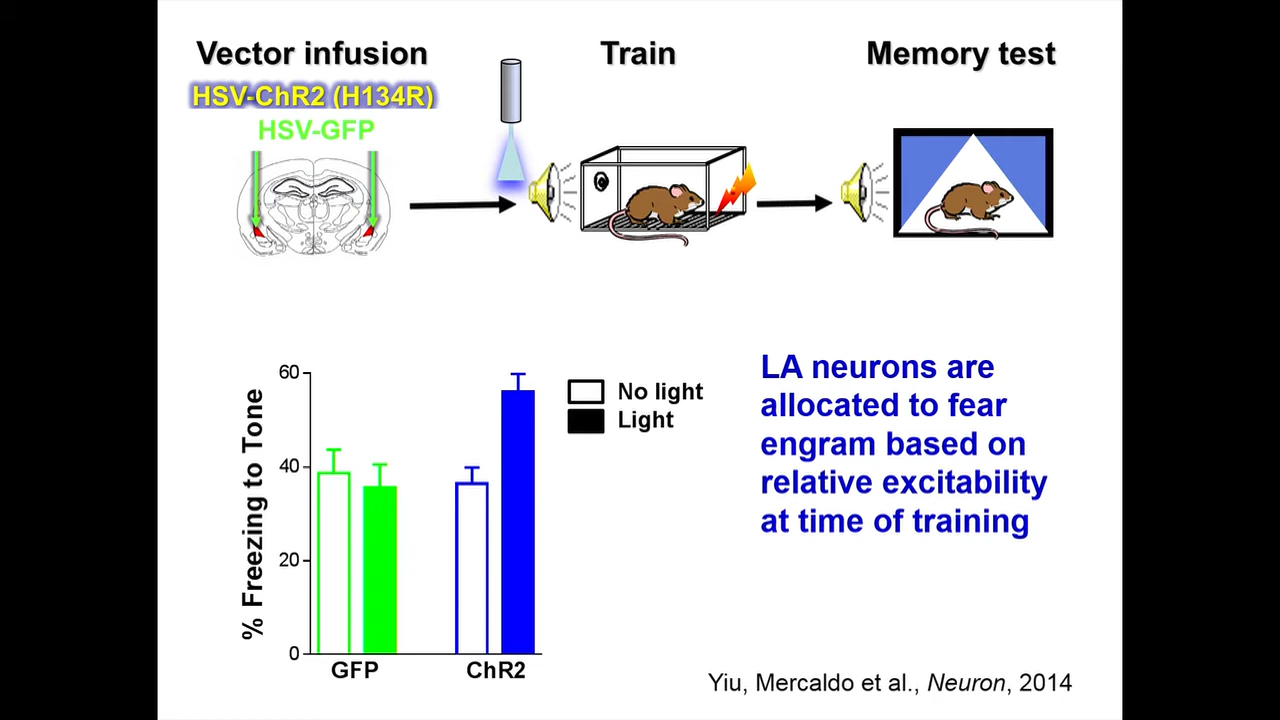 Vector infusion
Train
Memory test
HSV-ChR2 (H134R)
HSV-GFP
% Freezing to Tone
60
40
20
0
GFP
ChR2
No light
Light
LA neurons are
allocated to fear
engram based on
relative excitability
at time of training
Yiu, Mercaldo et al., Neuron, 2014